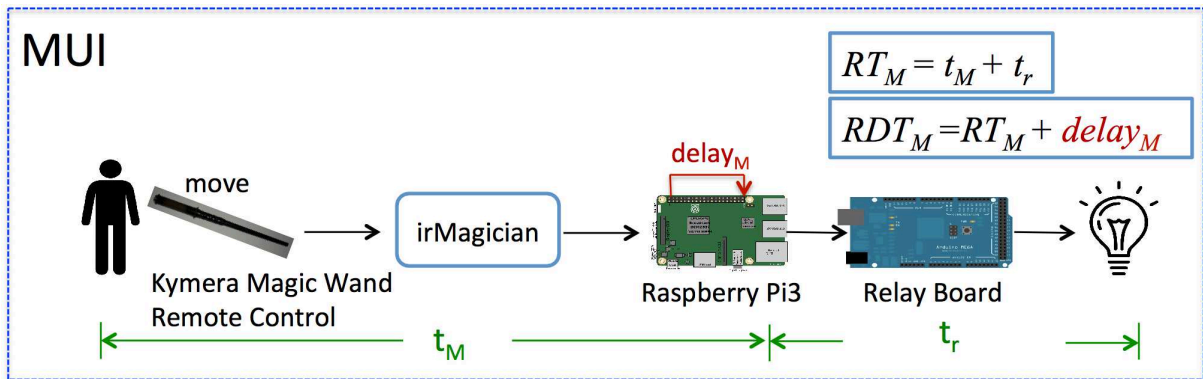 MUI
RT_M = t_M + t_r
RDT_M =RT_M + delay_M
delay_M
move
irMagician
Kymera Magic Wand
Remote Control
Raspberry Pi3
Relay Board
t_M
t_r